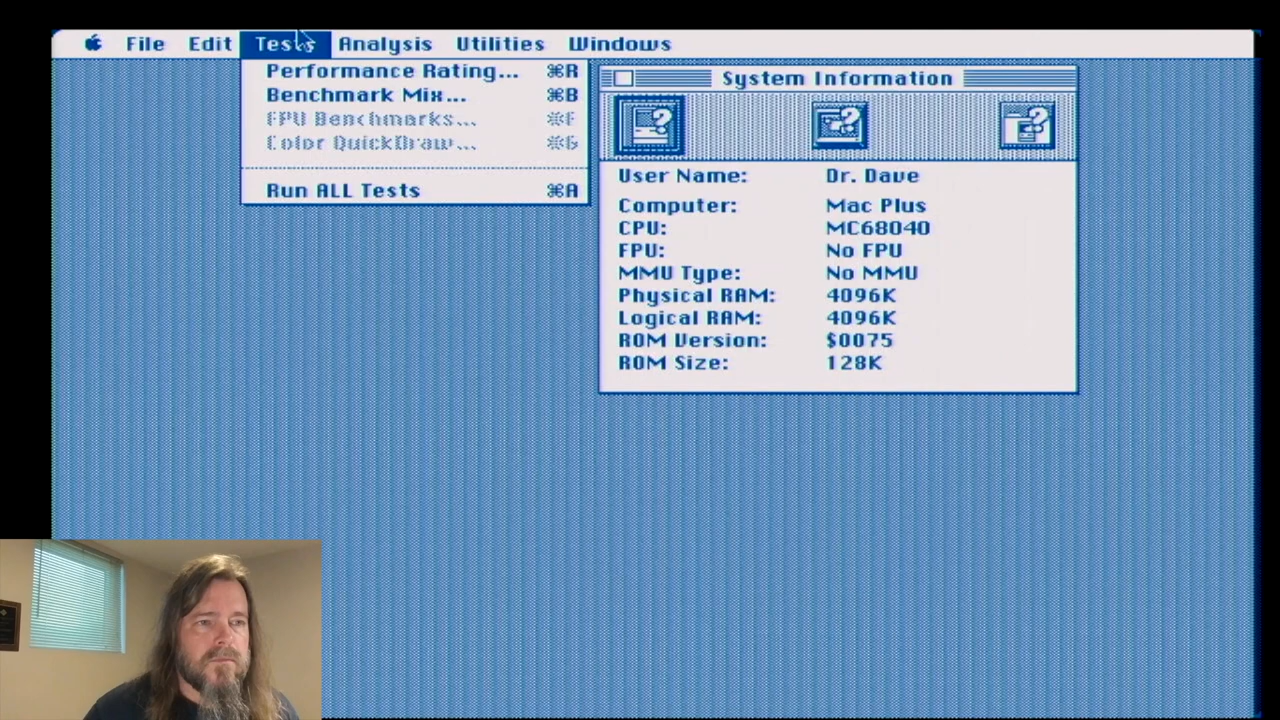 File Edit Tests Analysis Utilities Windows
Performance Rating... ⌘R
Benchmark Mix... ⌘B
FPU Benchmarks... ⌘F
Color QuickDraw... ⌘G
Run ALL Tests ⌘A
System Information
User Name: Dr. Dave
Computer: Mac Plus
CPU: MC68040
FPU: No FPU
MMU Type: No MMU
Physical RAM: 4096K
Logical RAM: 4096K
ROM Version: $0075
ROM Size: 128K